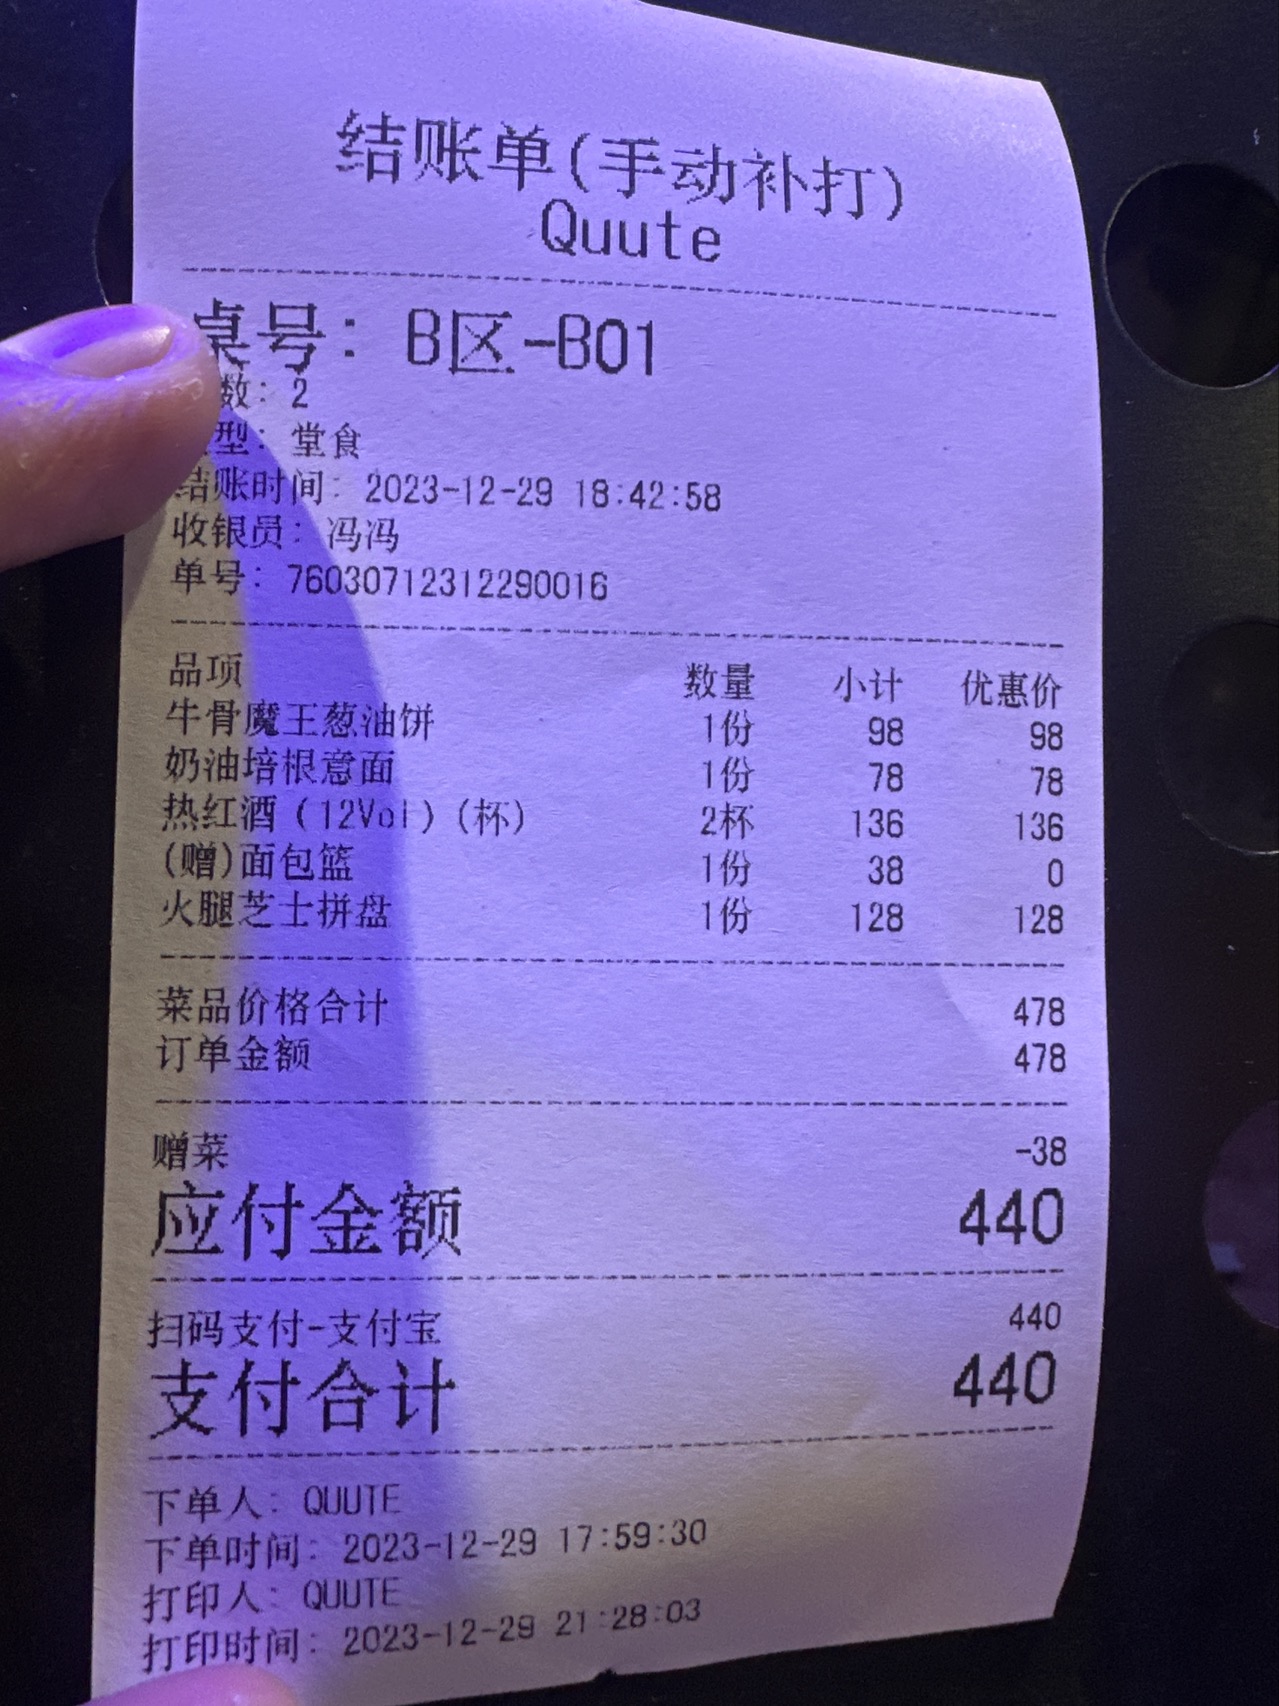 结账单(手动补打)
Quute
桌号: B区-B01
数: 2
型: 堂食
结账时间: 2023-12-29 18:42:58
收银员: 冯冯
单号: 76030712312290016
品项 数量 小计 优惠价
牛骨魔王葱油饼 1份 98 98
奶油培根意面 1份 78 78
热红酒(12Vol)(杯) 2杯 136 136
(赠)面包篮 1份 38 0
火腿芝士拼盘 1份 128 128
菜品价格合计 478
订单金额 478
赠菜 -38
应付金额 440
扫码支付-支付宝 440
支付合计 440
下单人: QUUTE
下单时间: 2023-12-29 17:59:30
打印人: QUUTE
打印时间: 2023-12-29 21:28:03